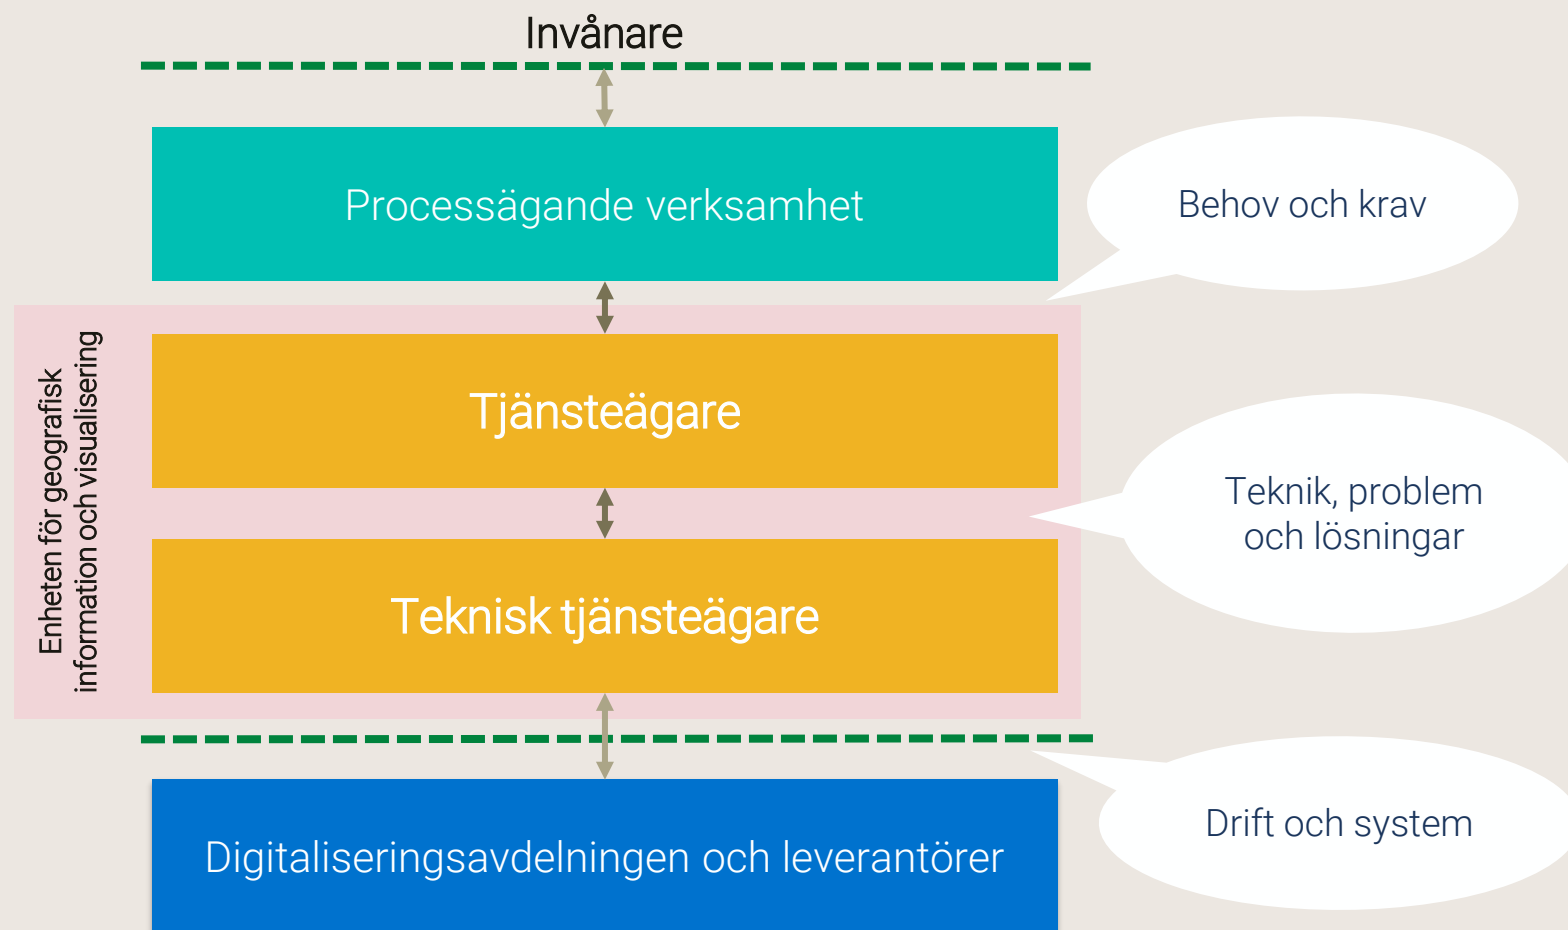 Invånare
Processägande verksamhet
Behov och krav
Enheten för geografisk
information och visualisering
Tjänsteägare
Teknik, problem
och lösningar
Teknisk tjänsteägare
Drift och system
Digitaliseringsavdelningen och leverantörer